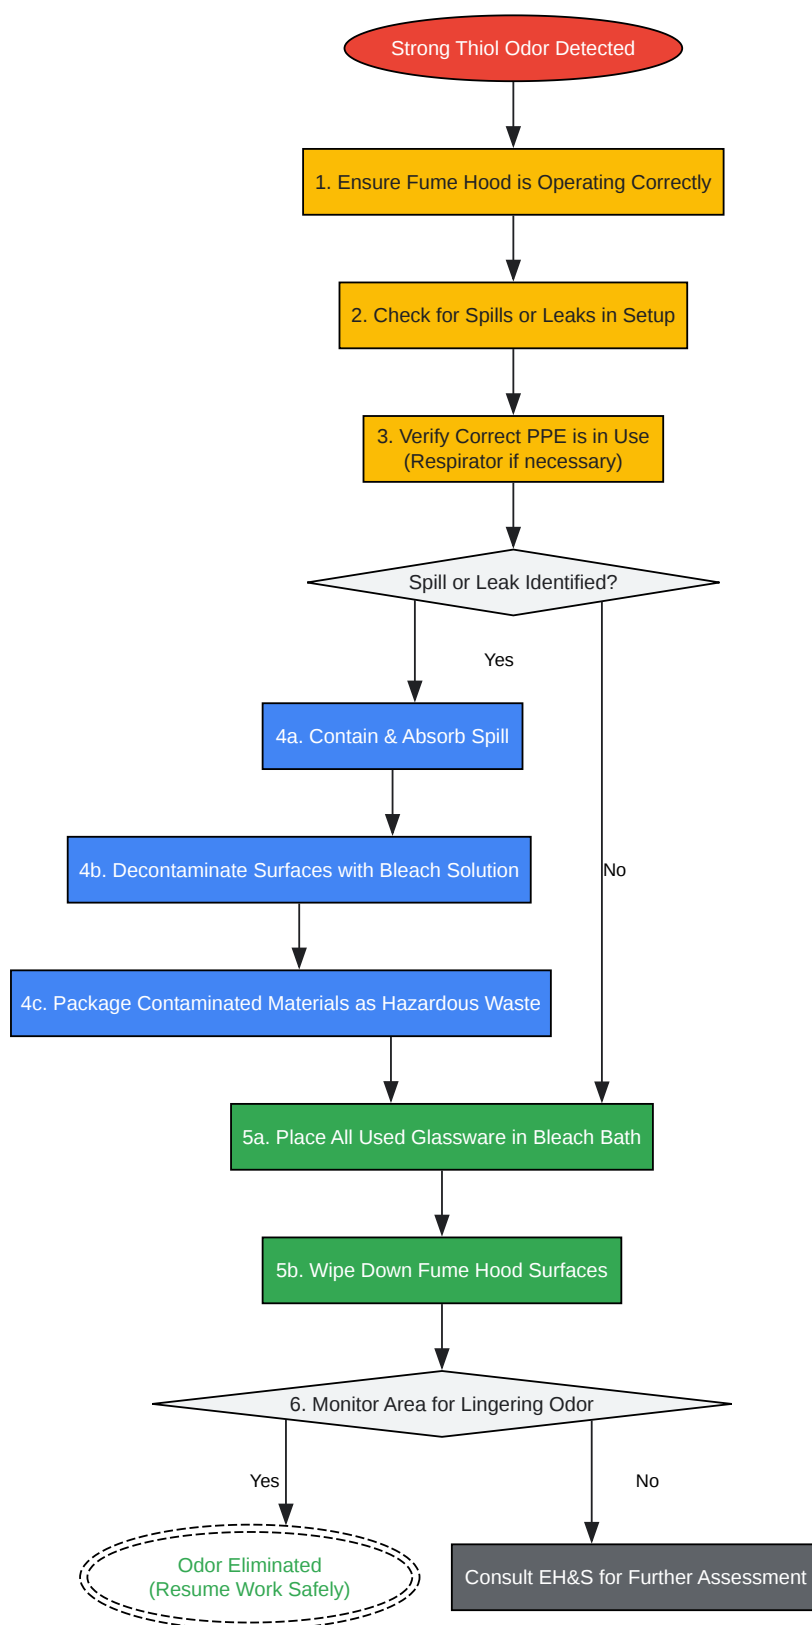 Strong Thiol Odor Detected
1. Ensure Fume Hood is Operating Correctly
2. Check for Spills or Leaks in Setup
3. Verify Correct PPE is in Use
(Respirator if necessary)
Spill or Leak Identified?
Yes
4a. Contain & Absorb Spill
4b. Decontaminate Surfaces with Bleach Solution
No
4c. Package Contaminated Materials as Hazardous Waste
5a. Place All Used Glassware in Bleach Bath
5b. Wipe Down Fume Hood Surfaces
6. Monitor Area for Lingering Odor
Yes
No
Odor Eliminated
(Resume Work Safely)
Consult EH&S for Further Assessment